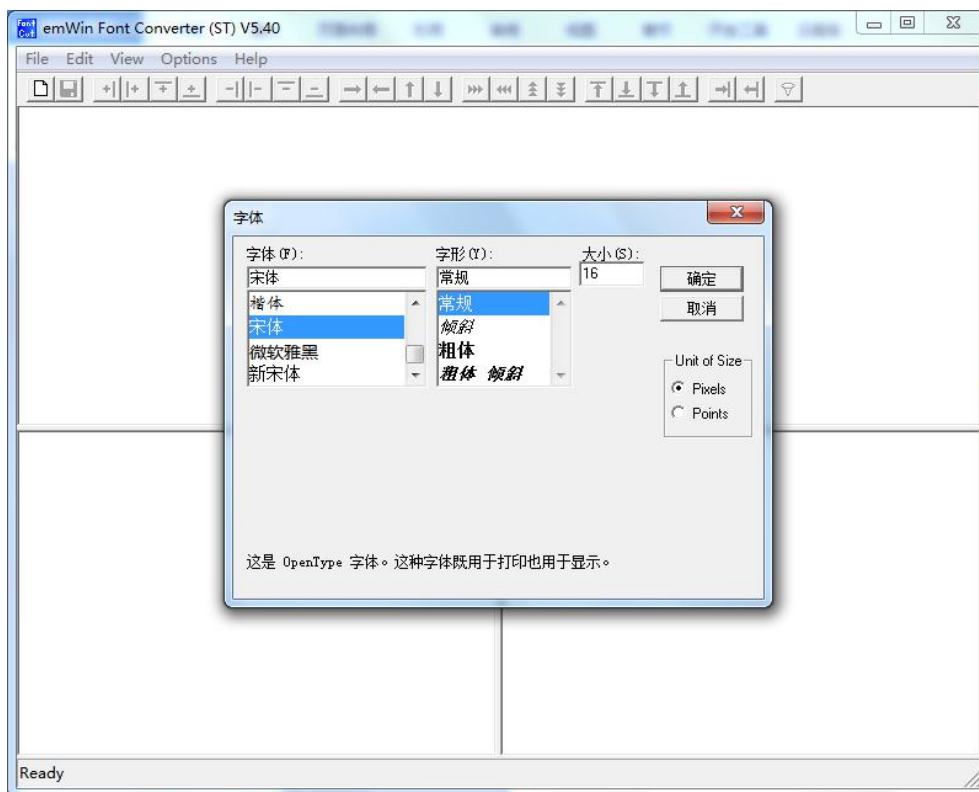 emWin Font Converter (ST) V5.40
File Edit View Options Help
字体
字体(F):
字形(Y):
大小(S):
宋体
常规
16
确定
楷体
宋体
微软雅黑
新宋体
常规
倾斜
粗体
粗体 倾斜
取消
Unit of Size
Pixels
Points
这是 OpenType 字体。这种字体既用于打印也用于显示。
Ready